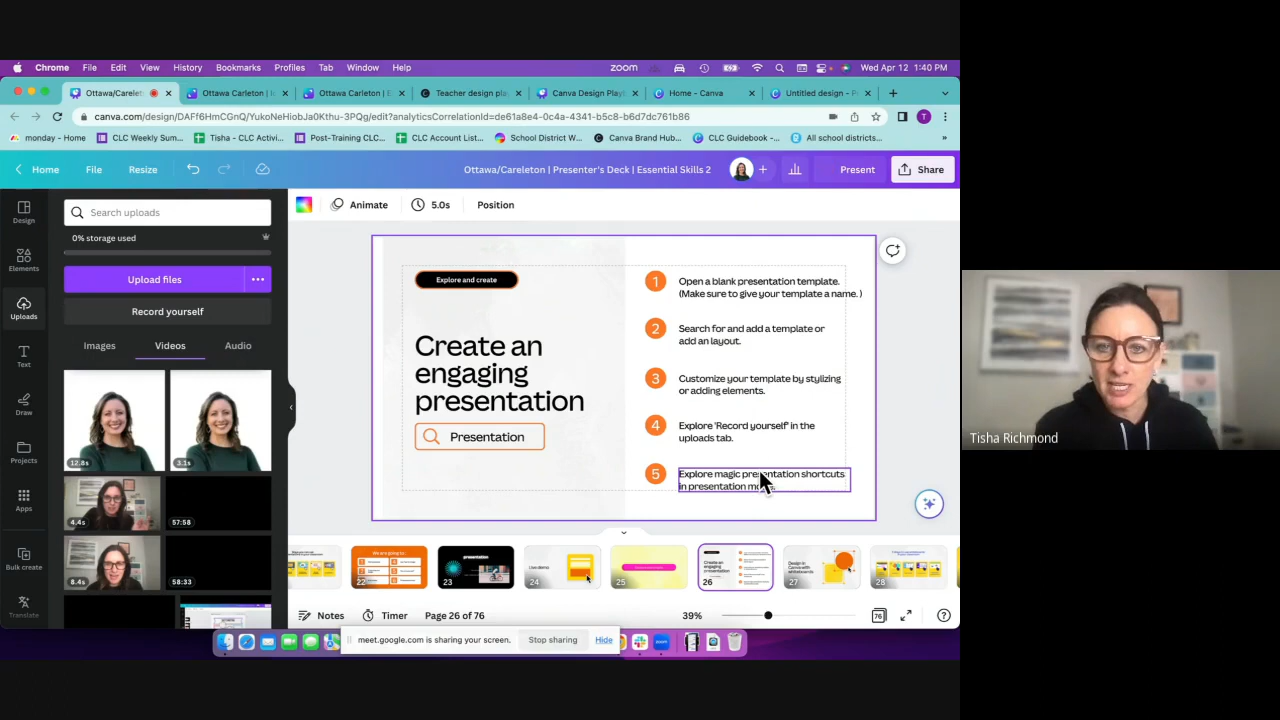 Chrome File Edit View History Bookmarks Profiles Tab Window Help zoom Wed Apr 12 1:40 PM
Ottawa/Carelet Ottawa Carleton | Ottawa Carleton | Teacher design Canva Design Home - Canva Untitled design -
canva.com/design/DAFf6HmCGnQ/YukoNeHiobJa0Kthu-3PQg/edit?analyticsCorrelationId=de61a8e4-0c4a-4341-b5c8-b6d7dc761b86
monday - Home CLC Weekly Sum... Tisha - CLC Activi... Post-Training CLC... CLC Account List... School District W... Canva Brand Hub... CLC Guidebook -... All school districts... »
Home File Resize Ottawa/Careleton | Presenter's Deck | Essential Skills 2 Present Share
Design
Elements
Uploads
Text
Draw
Projects
Apps
Bulk create
Translate
Search uploads
0% storage used
Upload files
Record yourself
Images Videos Audio
12.8s 3.1s
4.4s 57:58
8.4s 58:33
Animate 5.0s Position
Explore and create
Create an
engaging
presentation
Presentation
1 Open a blank presentation template.
(Make sure to give your template a name. )
2 Search for and add a template or
add an layout.
3 Customize your template by stylizing
or adding elements.
4 Explore 'Record yourself' in the
uploads tab.
5 Explore magic presentation shortcuts
in presentation
22 23 24 25 26 27 28
Notes Timer Page 26 of 76 39% 76
meet.google.com is sharing your screen. Stop sharing Hide
Tisha Richmond